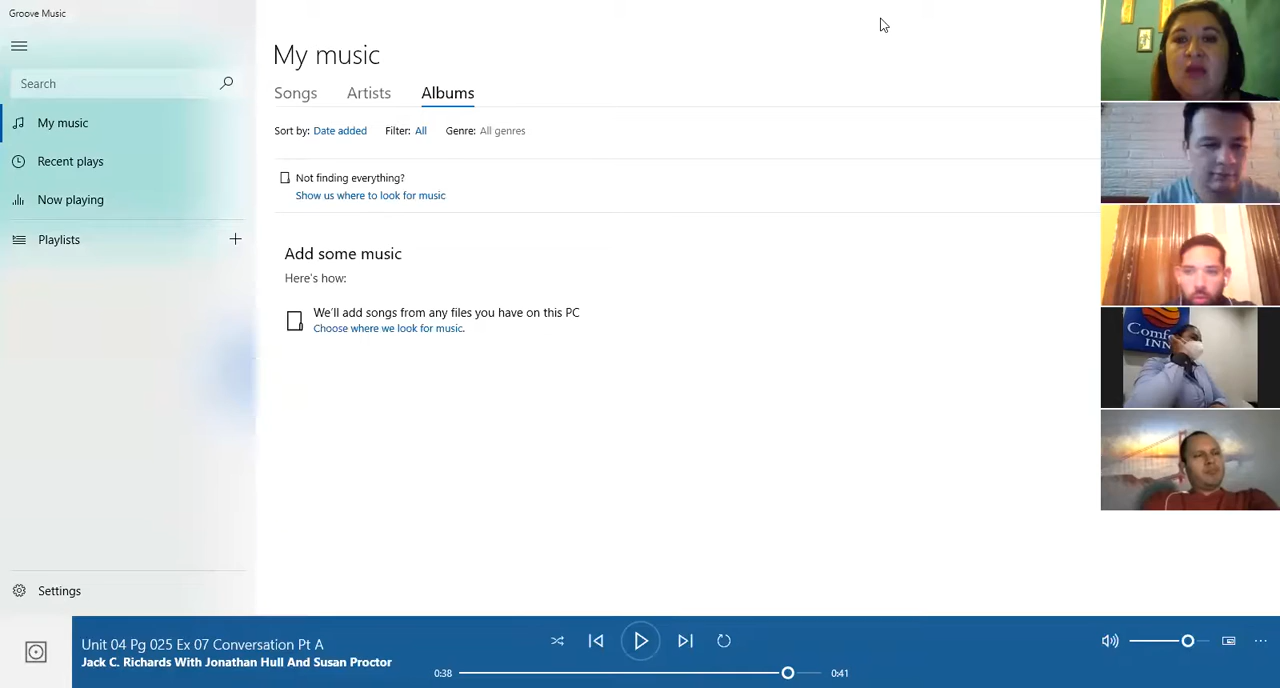 Groove Music
Search
My music
Recent plays
Now playing
Playlists
Settings
My music
Songs Artists Albums
Sort by: Date added Filter: All Genre: All genres
Not finding everything?
Show us where to look for music
Add some music
Here's how:
We'll add songs from any files you have on this PC
Choose where we look for music.
INN
Unit 04 Pg 025 Ex 07 Conversation Pt A
Jack C. Richards With Jonathan Hull And Susan Proctor
0:38
0:41